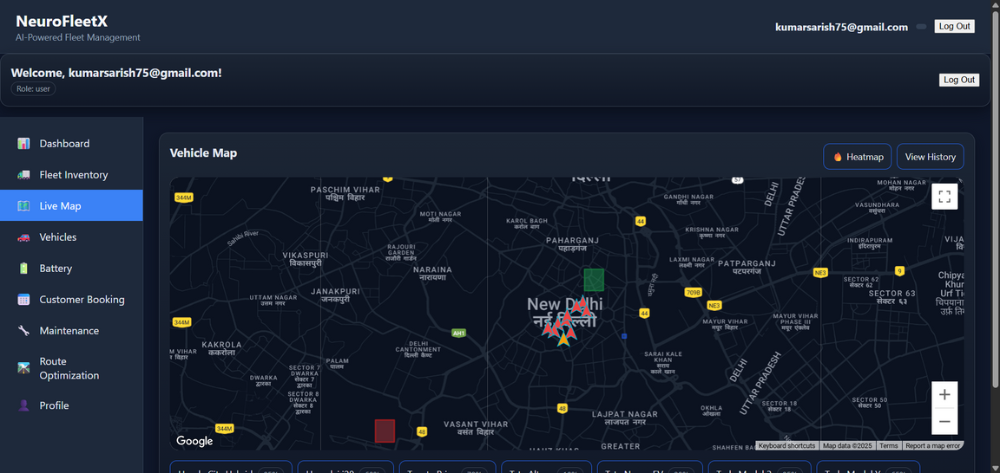 NeuroFleetX
AI-Powered Fleet Management
kumarsarish75@gmail.com
Log Out
Welcome, kumarsarish75@gmail.com!
Role: user
Log Out
Dashboard
Fleet Inventory
Live Map
Vehicles
Battery
Customer Booking
Maintenance
Route
Optimization
Profile
Vehicle Map
Heatmap
View History
344M
PASCHIM VIHAR
पश्चिम विहार
MOTI NAGAR
मोती नगर
KAROL BAGH
करोल बाग
GANDHI NAGAR
गाँधी नगर
DELHI
UTTAR PRADESH
MOHAN NAGAR
मोहन नगर
VASUNDHARA
वसुंधरा
44
Sahibi River
VIKASPURI
विकासपुरी
RAJOURI
GARDEN
राजौरी गार्डन
PAHARGANJ
पहाड़गंज
KRISHNA NAGAR
कृष्णा नगर
INDIRAPURAM
इंदिरापुरम
NARAINA
नारायणा
LAXMI NAGAR
लक्ष्मी नगर
PATPARGANJ
पटपरगंज
NE3
9
UTTAM NAGAR
उत्तम नगर
JANAKPURI
जनकपुरी
New Delhi
नई दिल्ली
709B
NE3
SECTOR 62
सेक्टर 62
SECTOR 63
सेक्टर ६३
Chipya
Khur
Urf Ti
344M
AH1
44
MAYUR VIHAR
मयूर विहार
MAYUR VIHAR
PHASE III
KAKROLA
ककरोला
DELHI
CANTONMENT
दिल्ली कैंट
PALAM
पालम
SARAI KALE
KHAN
सराय
काले खान
DELHI
UTTAR PRADESH
DWARKA
द्वारका
SECTOR 7
DWARKA
सेक्टर 7
द्वारका
SECTOR 8
DWARKA
सेक्टर 8
द्वारका
48
LAJPAT NAGAR
लाजपत नगर
OKHLA
ओखला
SECTOR 18
सेक्टर 18
SECTOR 50
सेक्टर 50
344M
48
VASANT VIHAR
वसंत विहार
GREATER
Google
Keyboard shortcuts
Map data ©2025
Terms
Report a map error